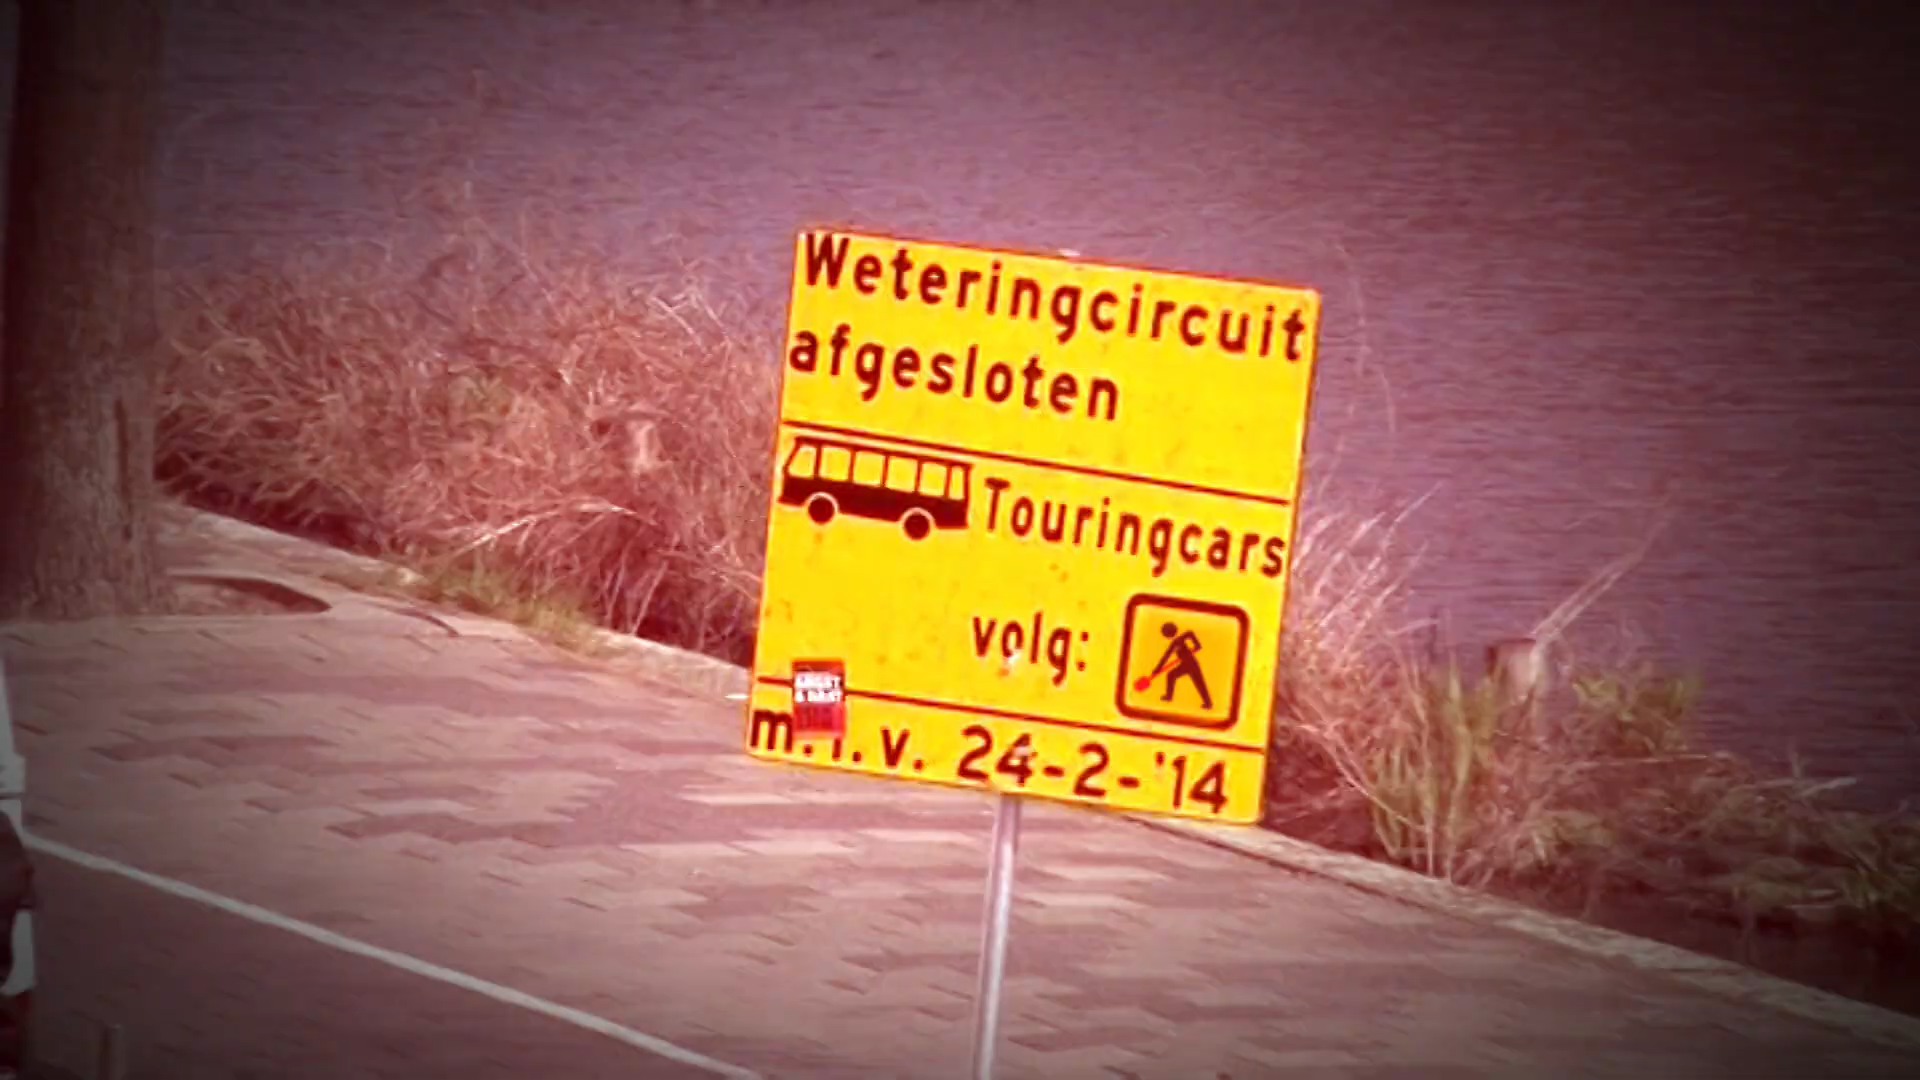 Weteringcircuit
afgesloten
Touringcars
volg:
m.i.v. 24-2-'14